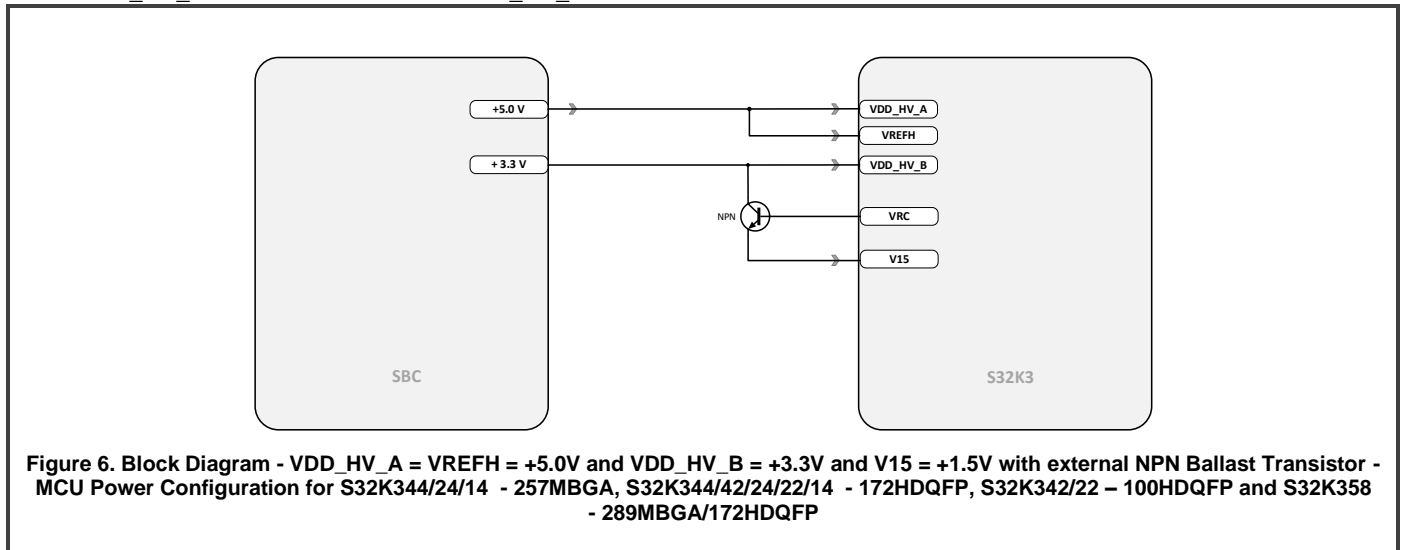 +5.0 V
VDD_HV_A
VREFH
+ 3.3 V
VDD_HV_B
NPN
VRC
V15
SBC
S32K3
Figure 6. Block Diagram - VDD_HV_A = VREFH = +5.0V and VDD_HV_B = +3.3V and V15 = +1.5V with external NPN Ballast Transistor -
MCU Power Configuration for S32K344/24/14 - 257MBGA, S32K344/42/24/22/14 - 172HDQFP, S32K342/22 – 100HDQFP and S32K358
- 289MBGA/172HDQFP